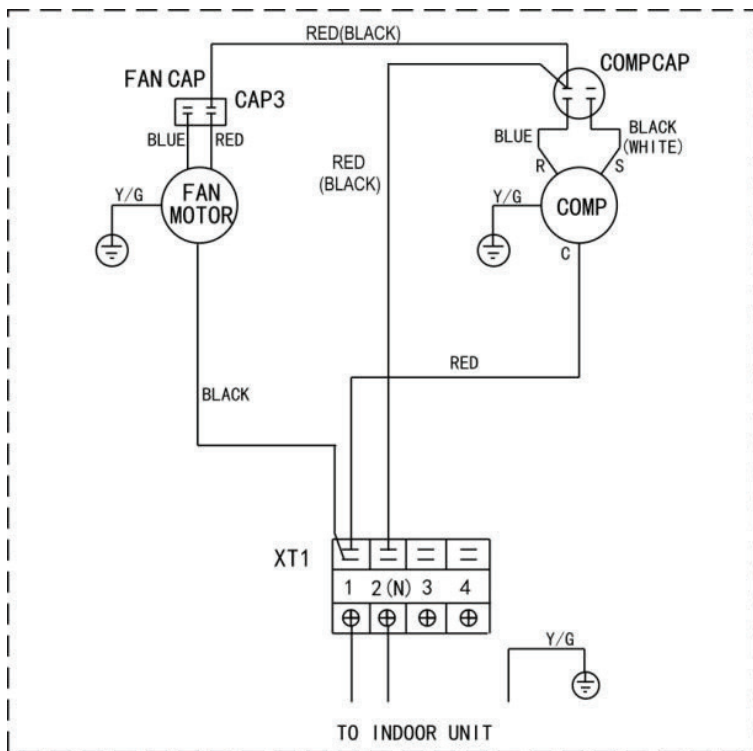 RED(BLACK)
FAN CAP
CAP3
COMPCAP
BLUE
RED
BLUE
BLACK
(WHITE)
RED
(BLACK)
R
S
Y/G
FAN
MOTOR
Y/G
COMP
C
RED
BLACK
XT1
1 2(N) 3 4
Y/G
TO INDOOR UNIT